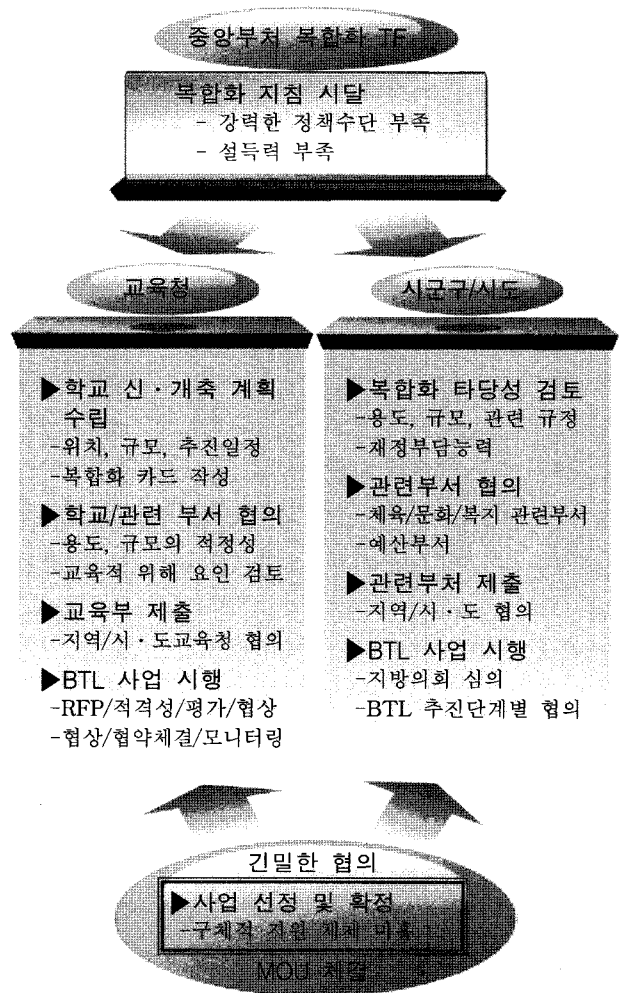 중앙부처 복합화 TF
복합화 지침 시달
- 강력한 정책수단 부족
- 설득력 부족
교육청
▶학교 신·개축 계획
수립
-위치, 규모, 추진일정
-복합화 카드 작성
▶학교/관련 부서 협의
-용도, 규모의 적정성
-교육적 위해 요인 검토
▶교육부 제출
-지역/시·도교육청 협의
▶BTL 사업 시행
-RFP/적격성/평가/협상
-협상/협약체결/모니터링
시군구/시도
▶복합화 타당성 검토
-용도, 규모, 관련 규정
-재정부담능력
▶관련부서 협의
-체육/문화/복지 관련부서
-예산부서
▶관련부처 제출
-지역/시·도 협의
▶BTL 사업 시행
-지방의회 심의
-BTL 추진단계별 협의
긴밀한 협의
▶사업 선정 및 확정
-구체적 지원 체제 미흡
MOU 체결